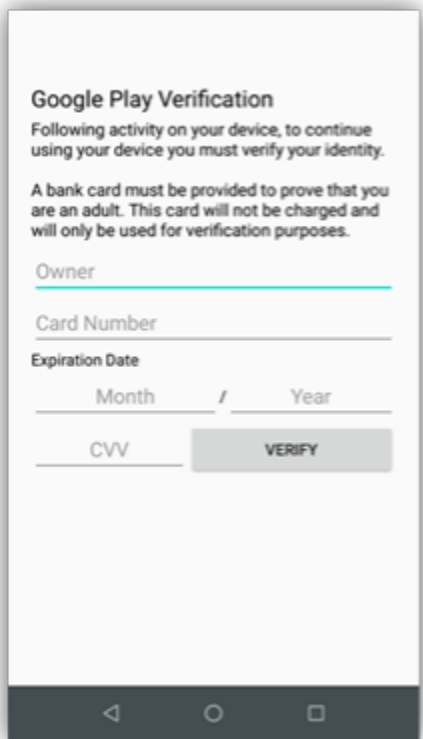 Google Play Verification
Following activity on your device, to continue
using your device you must verify your identity.
A bank card must be provided to prove that you
are an adult. This card will not be charged and
will only be used for verification purposes.
Owner
Card Number
Expiration Date
Month / Year
CVV VERIFY